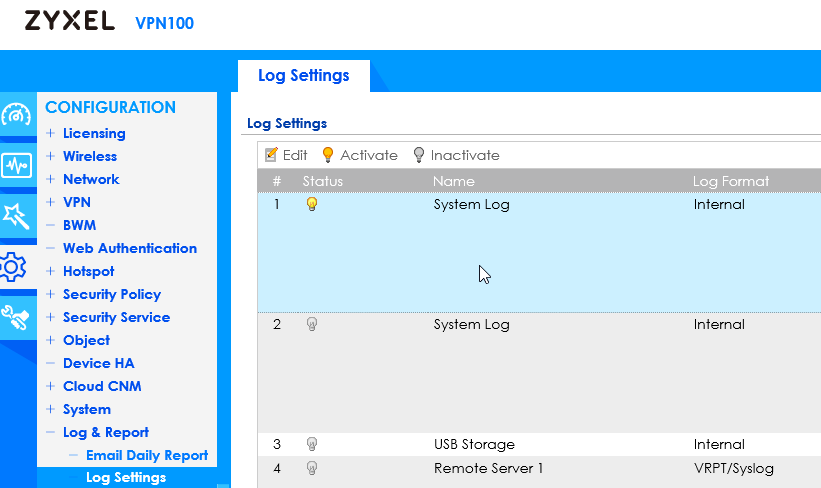 ZYXEL VPN100
Log Settings
CONFIGURATION
Licensing
Wireless
Network
VPN
BWM
Web Authentication
Hotspot
Security Policy
Security Service
Object
Device HA
Cloud CNM
System
Log & Report
Email Daily Report
Log Settings
Log Settings
Edit Activate Inactivate
# Status Name Log Format
1 System Log Internal
2 System Log Internal
3 USB Storage Internal
4 Remote Server 1 VRPT/Syslog